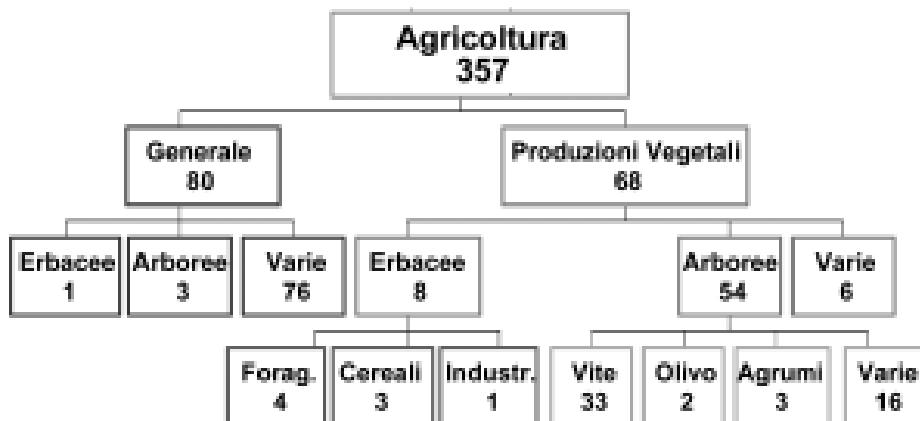 Agricoltura
357
Generale
80
Produzioni Vegetali
68
Erbacee
1
Arboree
3
Varie
76
Erbacee
8
Arboree
54
Varie
6
Forag.
4
Cereali
3
Industr.
1
Vite
33
Olivo
2
Agrumi
3
Varie
16